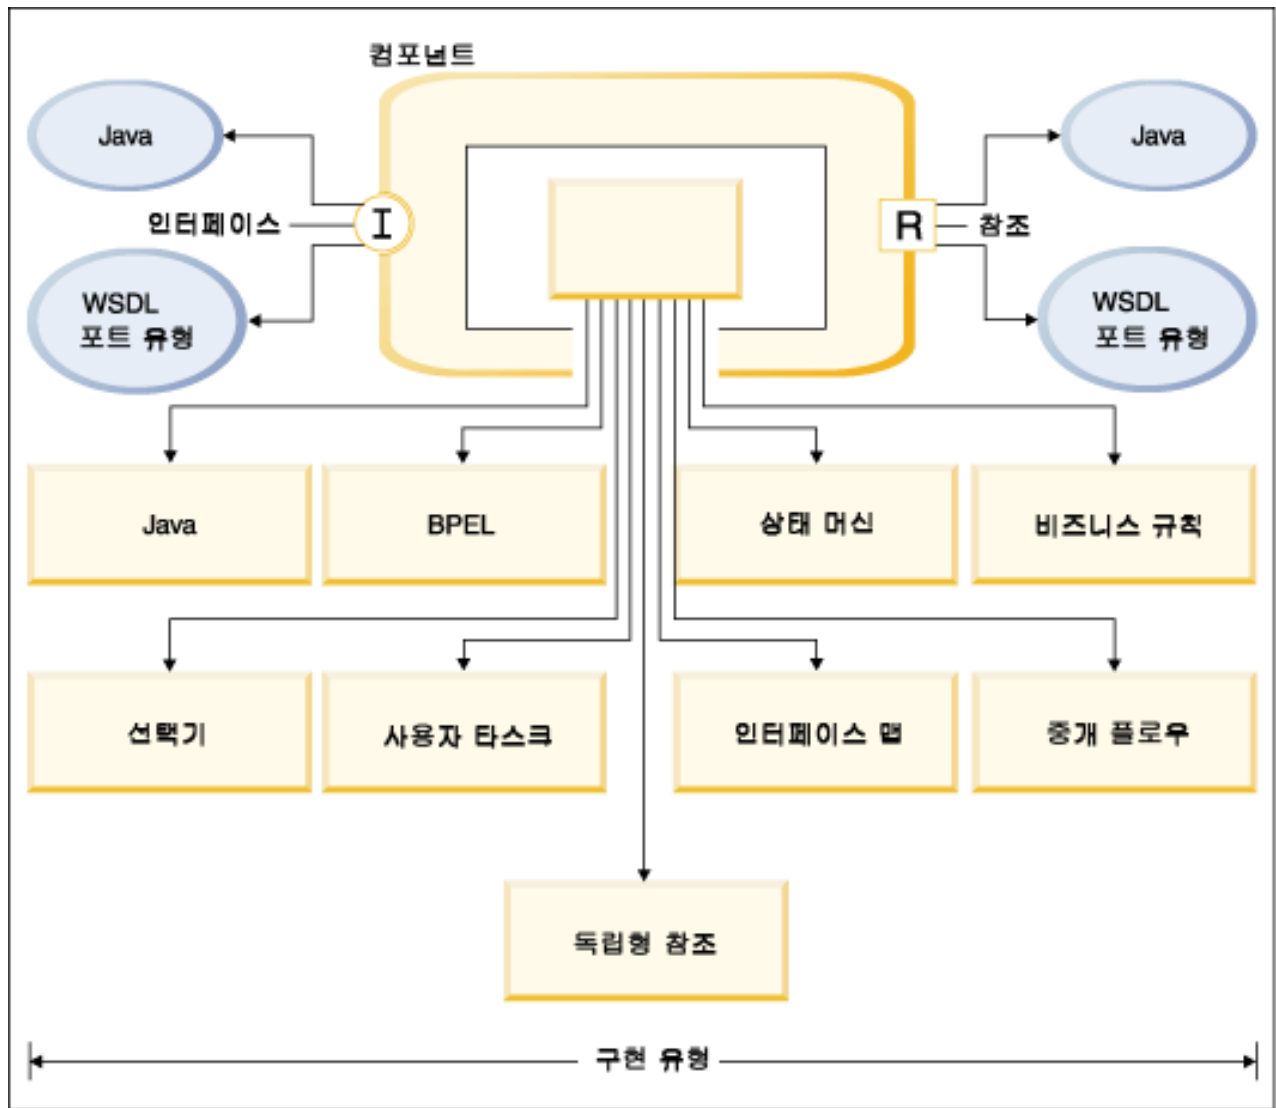 컴포넌트
Java
Java
인터페이스
I
R
참조
WSDL
포트 유형
WSDL
포트 유형
Java
BPEL
상태 머신
비즈니스 규칙
선택기
사용자 타스크
인터페이스 맵
중개 플로우
독립형 참조
구현 유형